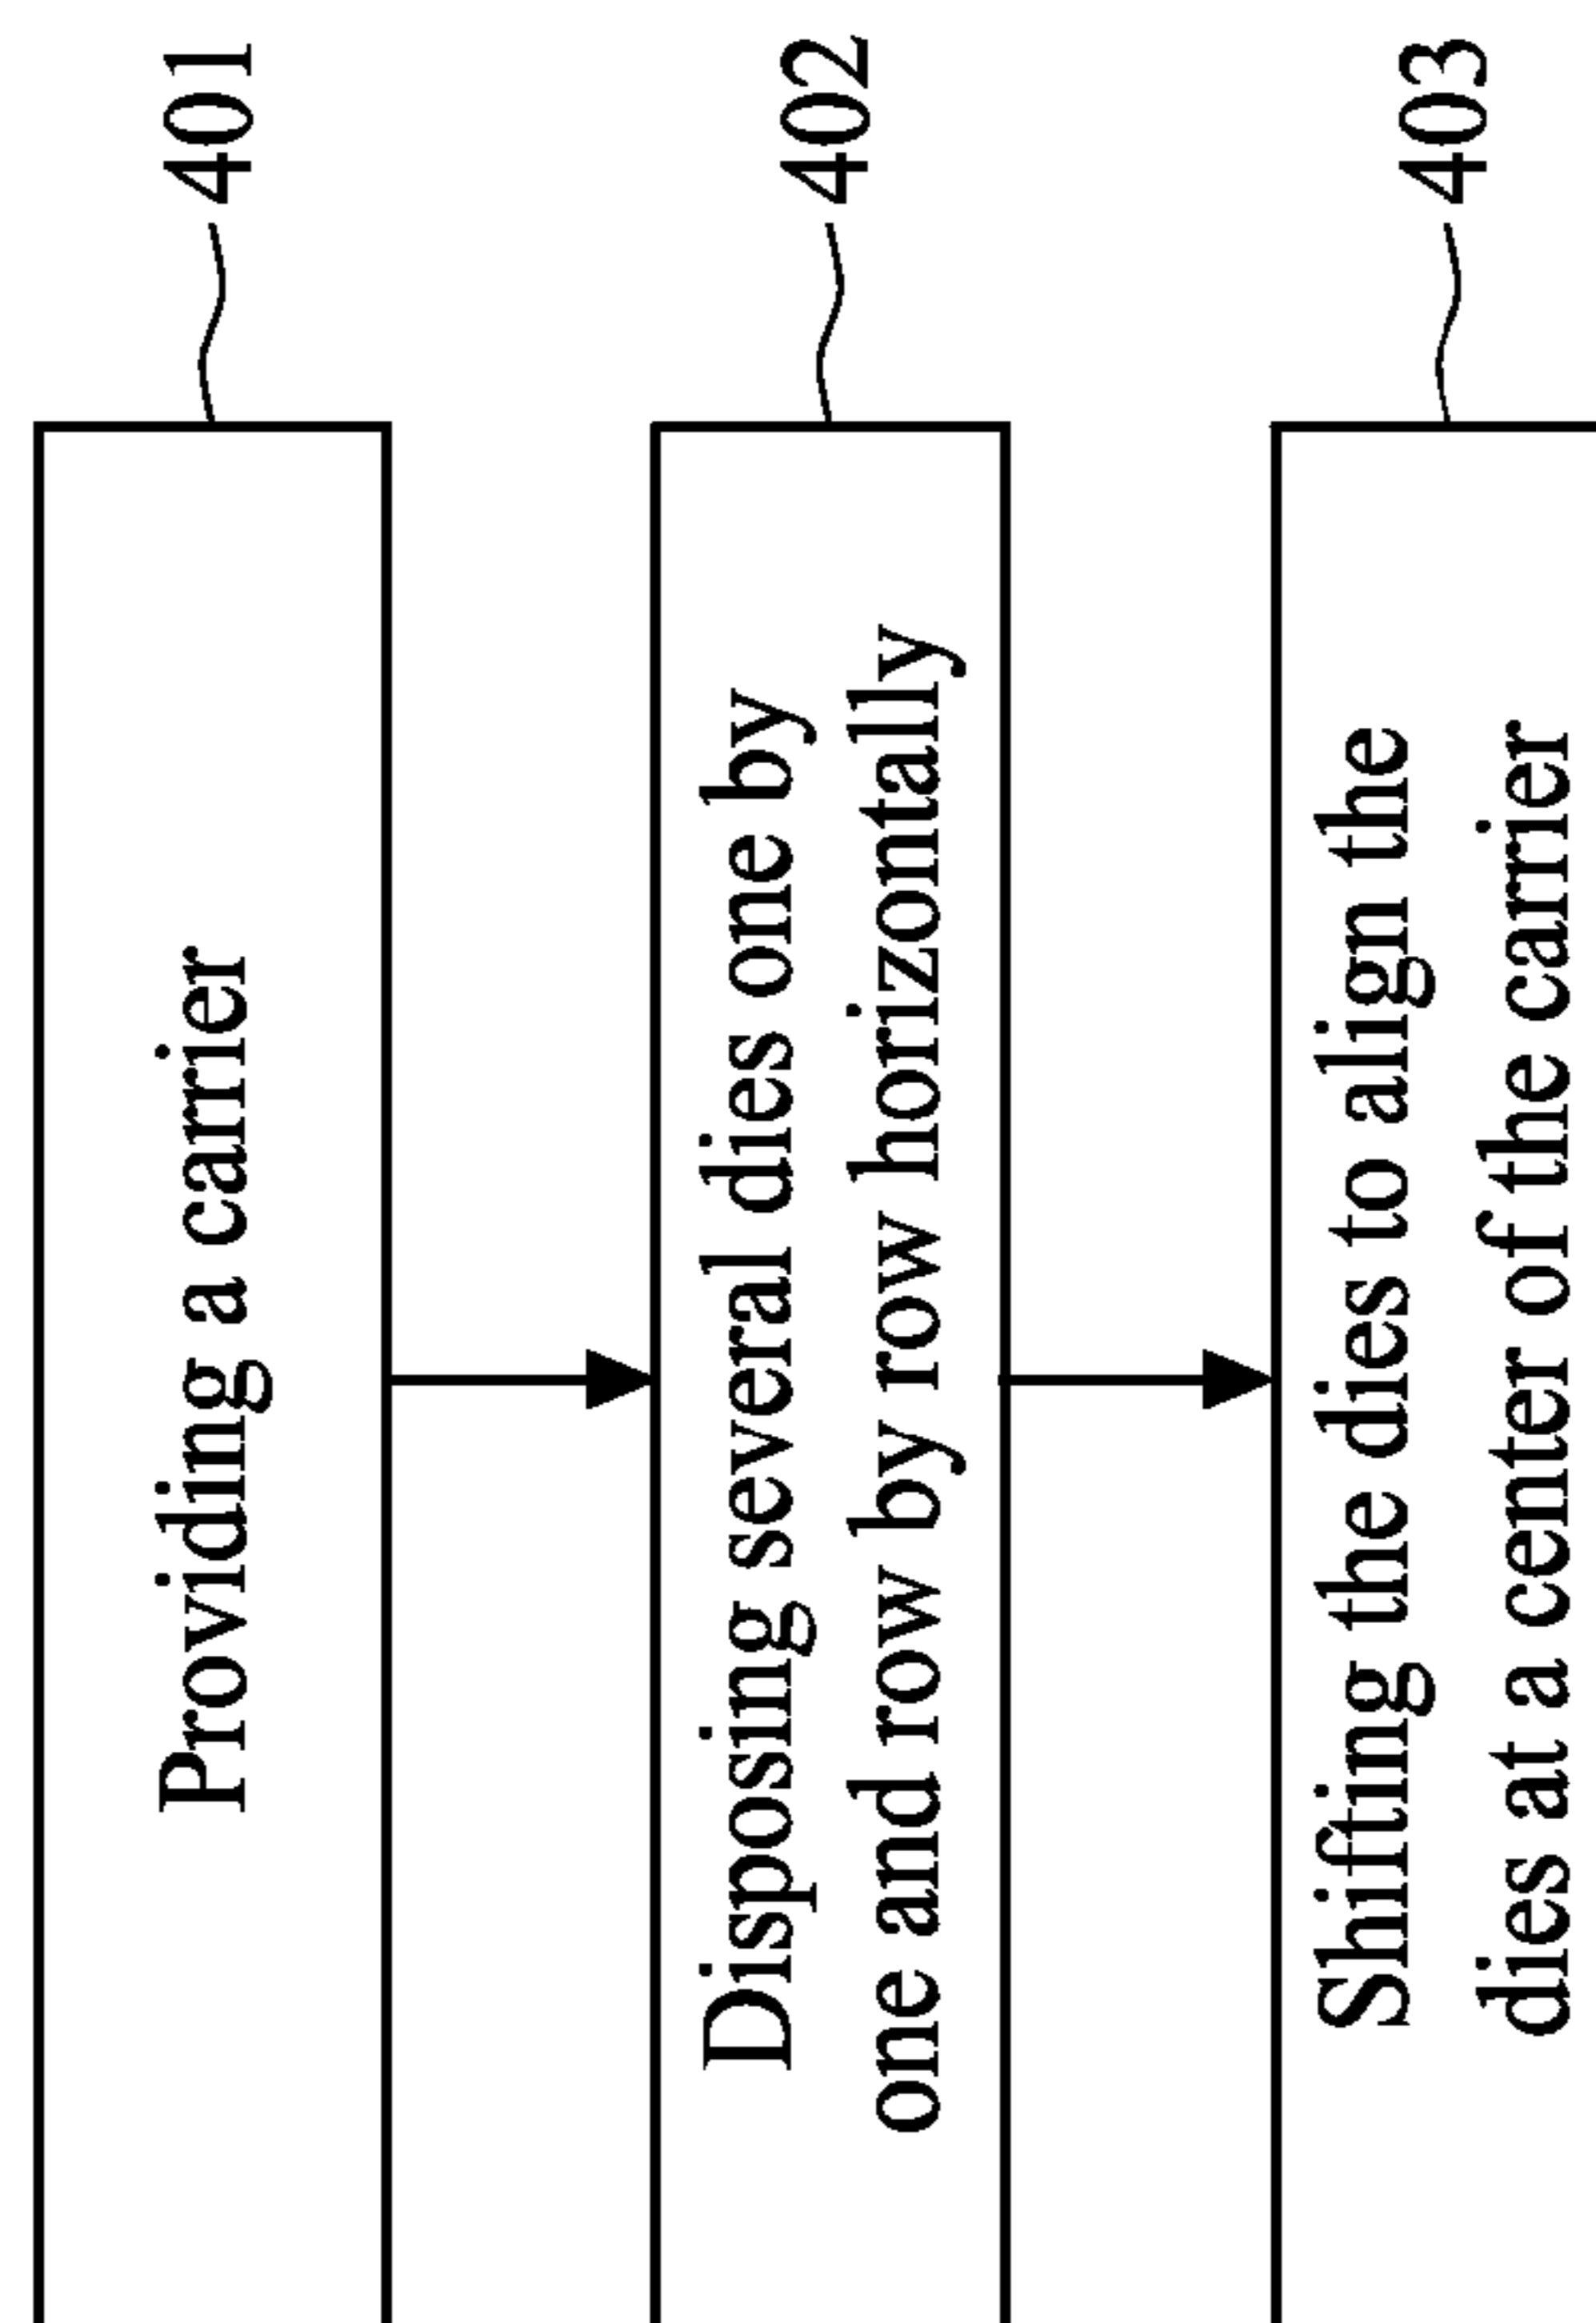 Providing a carrier
401
Disposing several dies one by
one and row by row horizontally
402
Shifting the dies to align the
dies at a center of the carrier
403